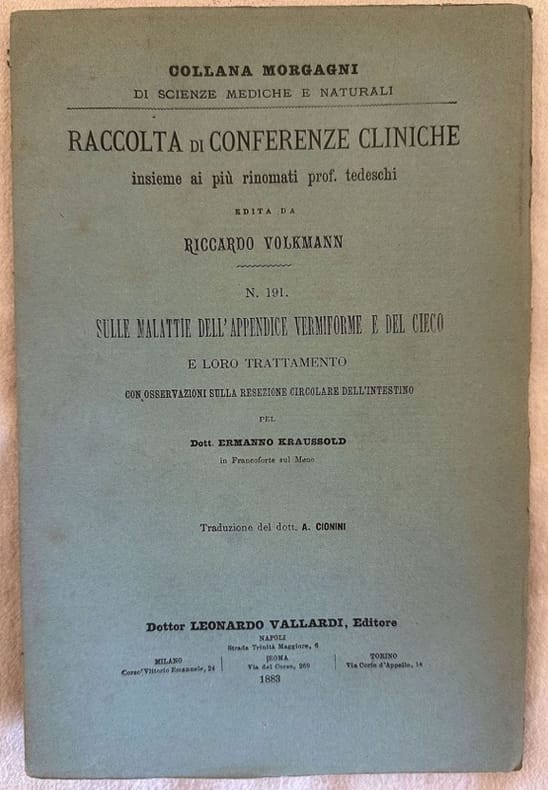 COLLANA MORGAGNI
DI SCIENZE MEDICHE E NATURALI
RACCOLTA DI CONFERENZE CLINICHE
insieme ai più rinomati prof. tedeschi
EDITA DA
RICCARDO VOLKMANN
N. 191.
SULLE MALATTIE DELL'APPENDICE VERMIFORME E DEL CIECO
E LORO TRATTAMENTO
CON OSSERVAZIONI SULLA RESEZIONE CIRCOLARE DELL'INTESTINO
PEL
Dott. ERMANNO KRAUSSOLD
in Francoforte sul Meno
Traduzione del dott. A. CIONINI
Dottor LEONARDO VALLARDI, Editore
NAPOLI
Strada Trinità Maggiore, 6
MILANO ROMA TORINO
Corso Vittorio Emanuele, 24 Via del Corso, 269 Via Corte d'Appello, 14
1883